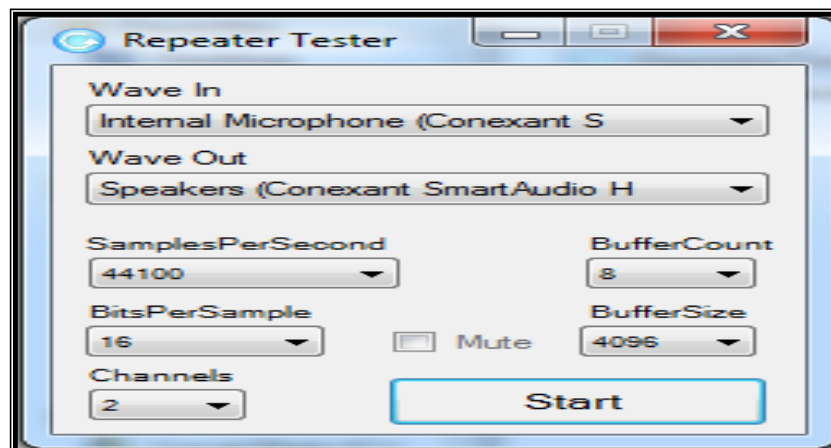 Repeater Tester
Wave In
Internal Microphone (Conexant S
Wave Out
Speakers (Conexant SmartAudio H
SamplesPerSecond
BufferCount
44100
8
BitsPerSample
BufferSize
16
Mute
4096
Channels
2
Start